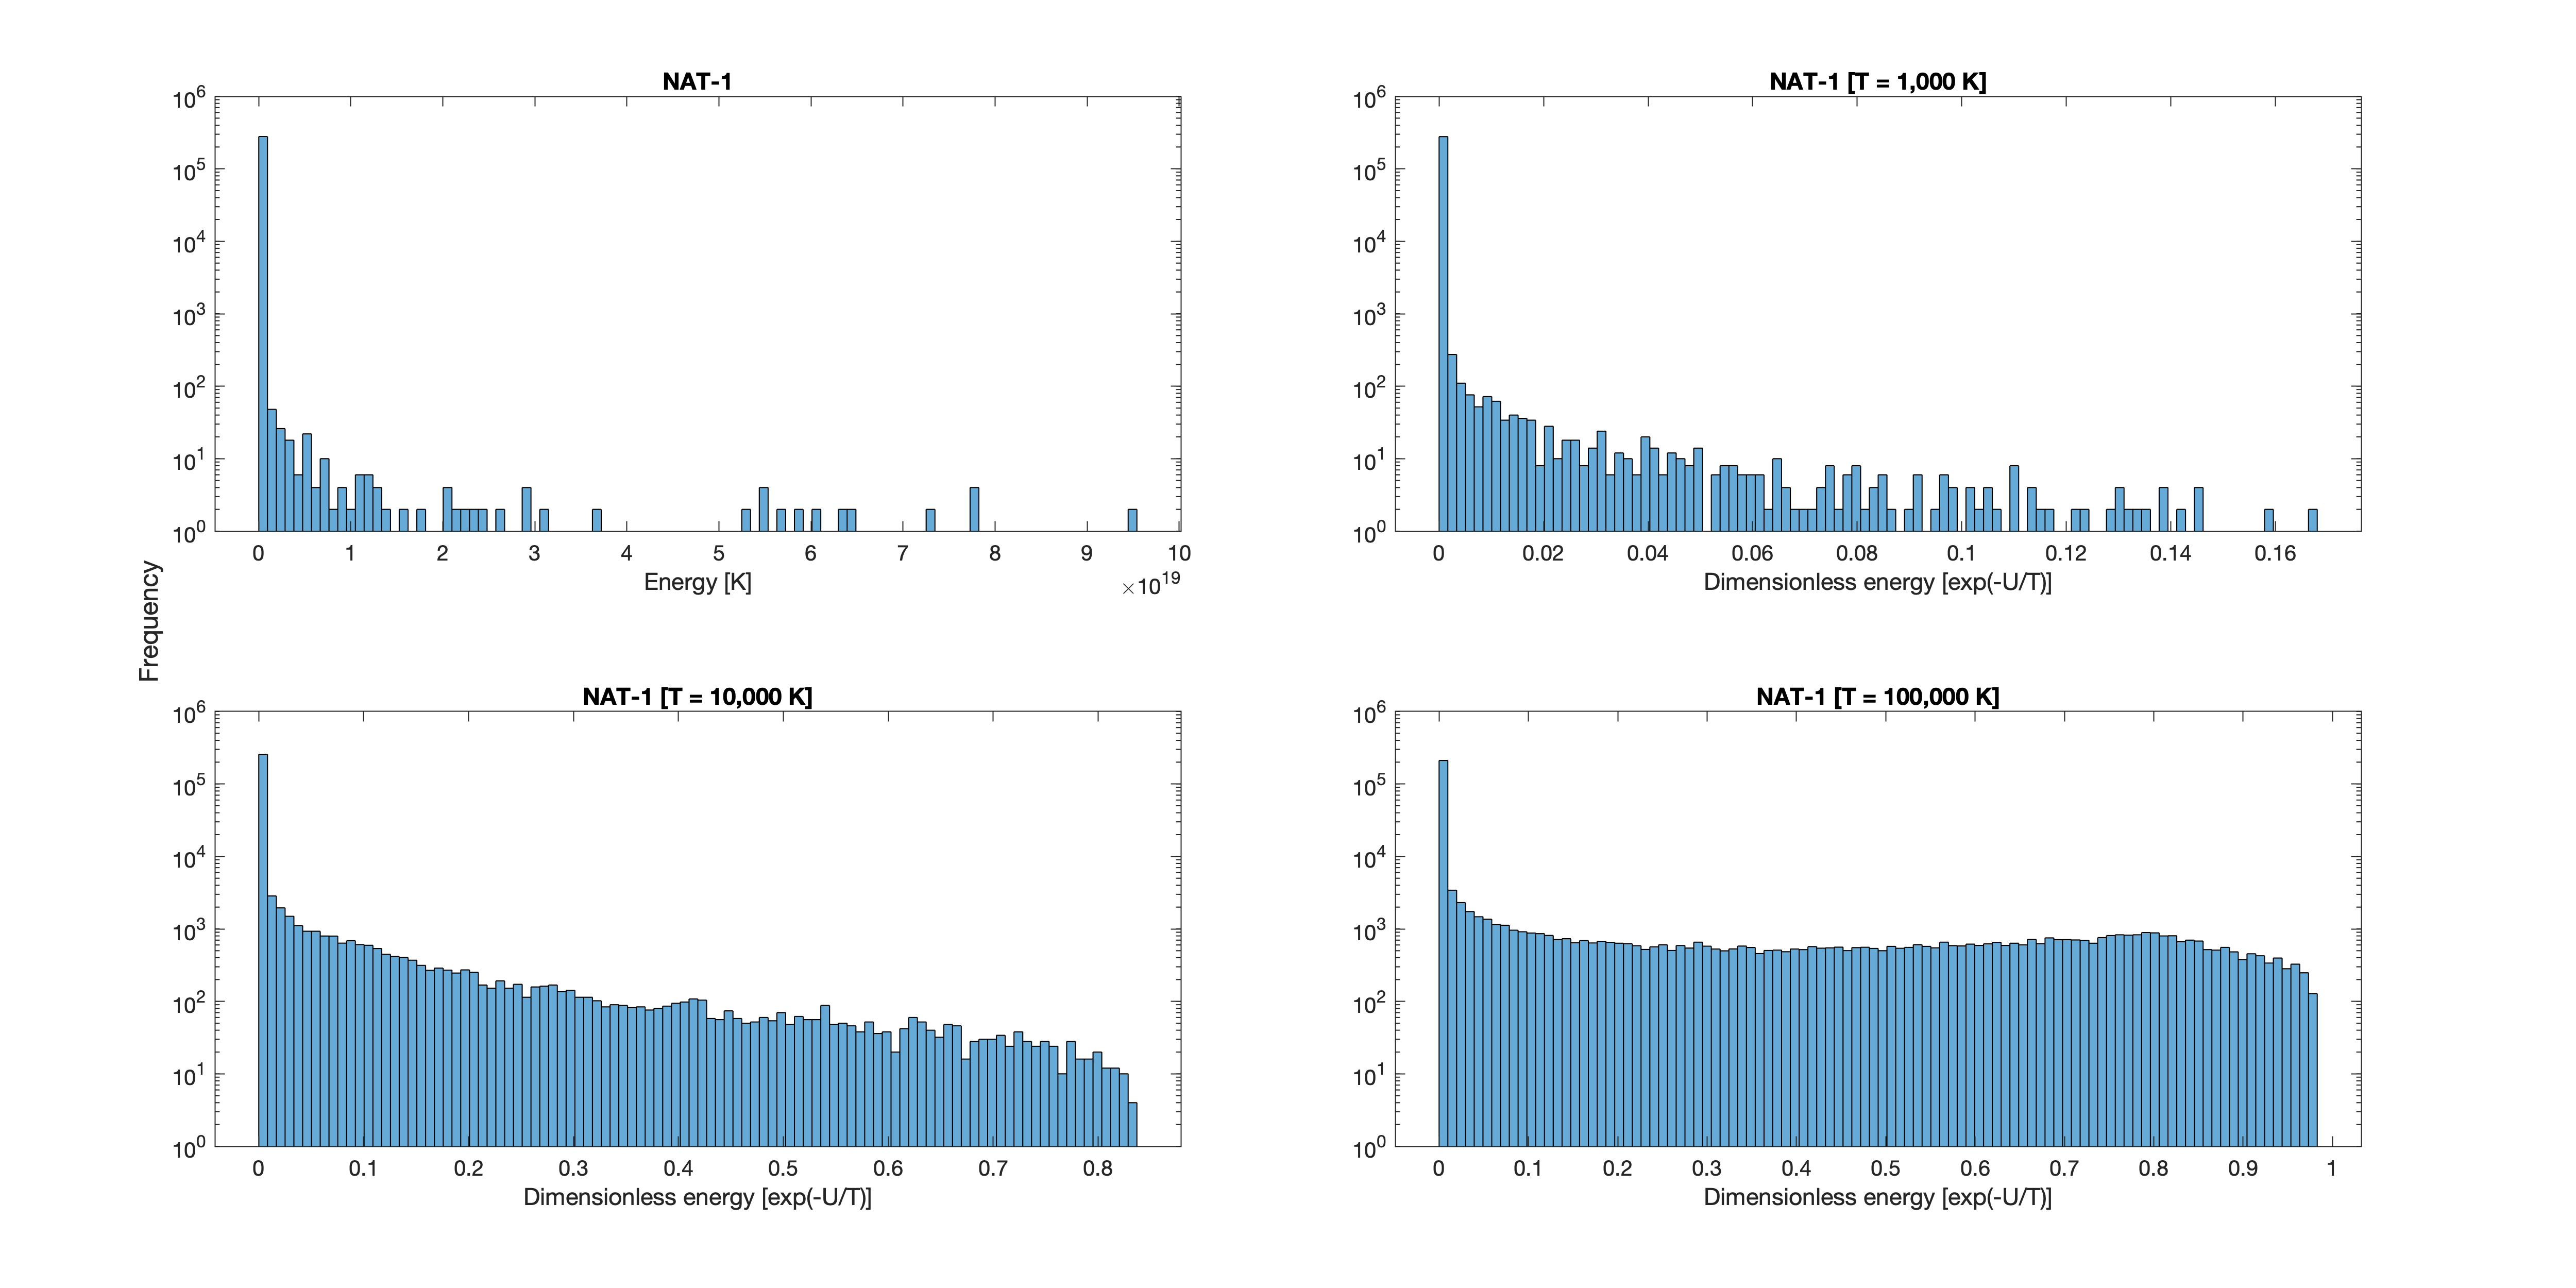 NAT-1
10^6
10^5
10^4
10^3
10^2
10^1
10^0
0 1 2 3 4 5 6 7 8 9 10
Energy [K]
×10^19
NAT-1 [T = 1,000 K]
10^6
10^5
10^4
10^3
10^2
10^1
10^0
0 0.02 0.04 0.06 0.08 0.1 0.12 0.14 0.16
Dimensionless energy [exp(-U/T)]
Frequency
NAT-1 [T = 10,000 K]
10^6
10^5
10^4
10^3
10^2
10^1
10^0
0 0.1 0.2 0.3 0.4 0.5 0.6 0.7 0.8
Dimensionless energy [exp(-U/T)]
NAT-1 [T = 100,000 K]
10^6
10^5
10^4
10^3
10^2
10^1
10^0
0 0.1 0.2 0.3 0.4 0.5 0.6 0.7 0.8 0.9 1
Dimensionless energy [exp(-U/T)]